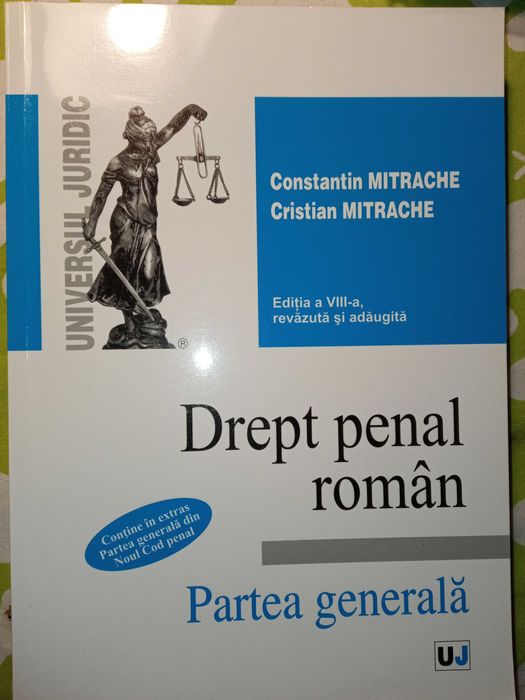 UNIVERSUL JURIDIC
®
Constantin MITRACHE
Cristian MITRACHE
Ediția a VIII-a,
revăzută și adăugită
Drept penal
român
Conține în extras
Partea generală din
Noul Cod penal
Partea generală
UJ